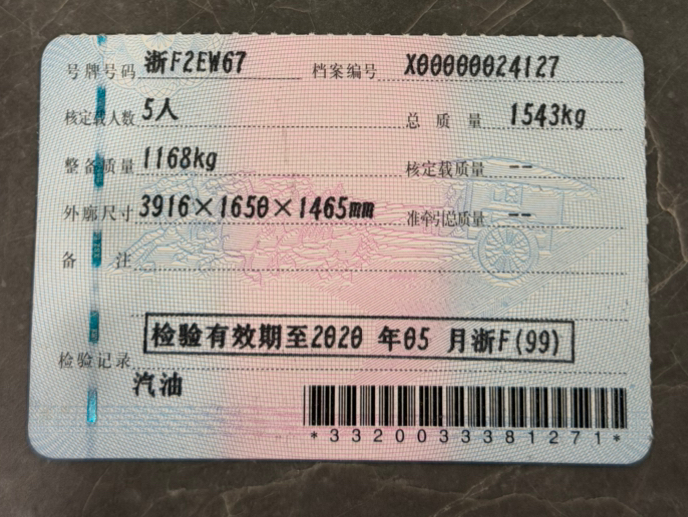 号牌号码 浙F2EW67 档案编号 X00000024127
核定载人数 5人 总质量 1543kg
整备质量 1168kg 核定载质量 --
外廓尺寸 3916×1650×1465mm 准牵引总质量 --
备注
检验有效期至2020 年05 月浙F(99)
检验记录
汽油
*3320033381271*